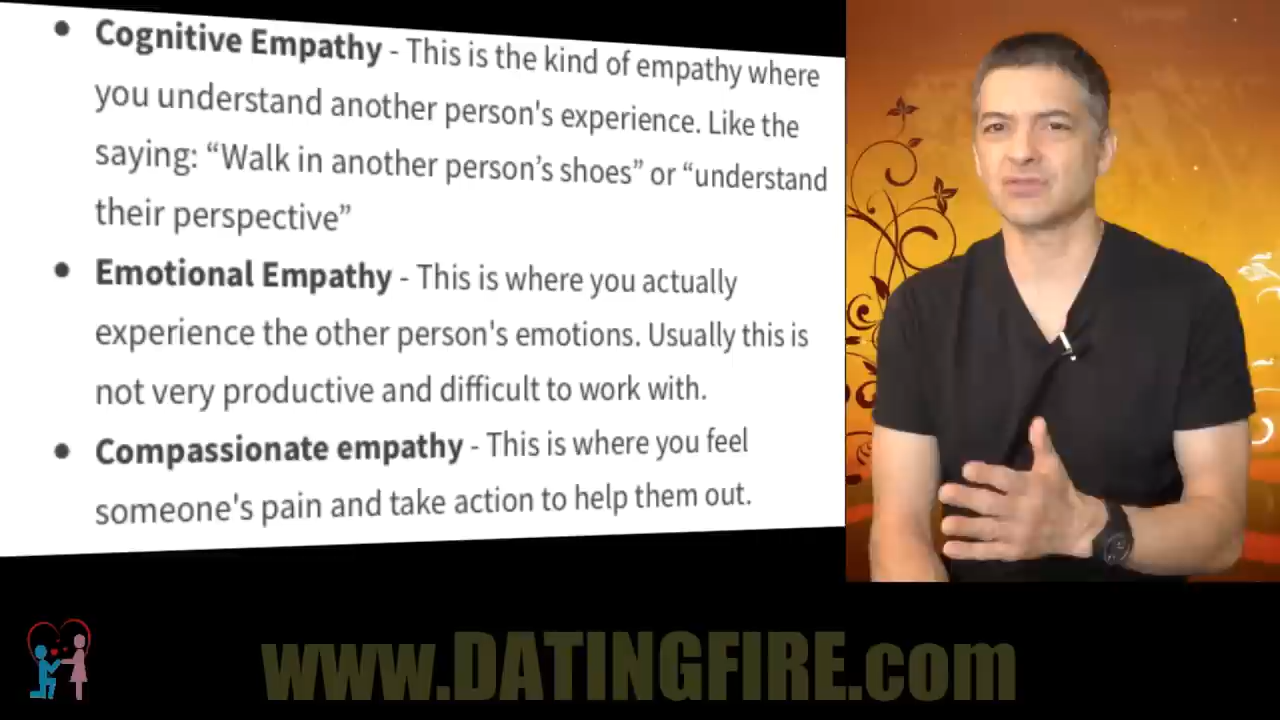 • Cognitive Empathy - This is the kind of empathy where
you understand another person's experience. Like the
saying: “Walk in another person’s shoes” or “understand
their perspective”
• Emotional Empathy - This is where you actually
experience the other person's emotions. Usually this is
not very productive and difficult to work with.
• Compassionate empathy - This is where you feel
someone's pain and take action to help them out.
www.DATINGFIRE.com